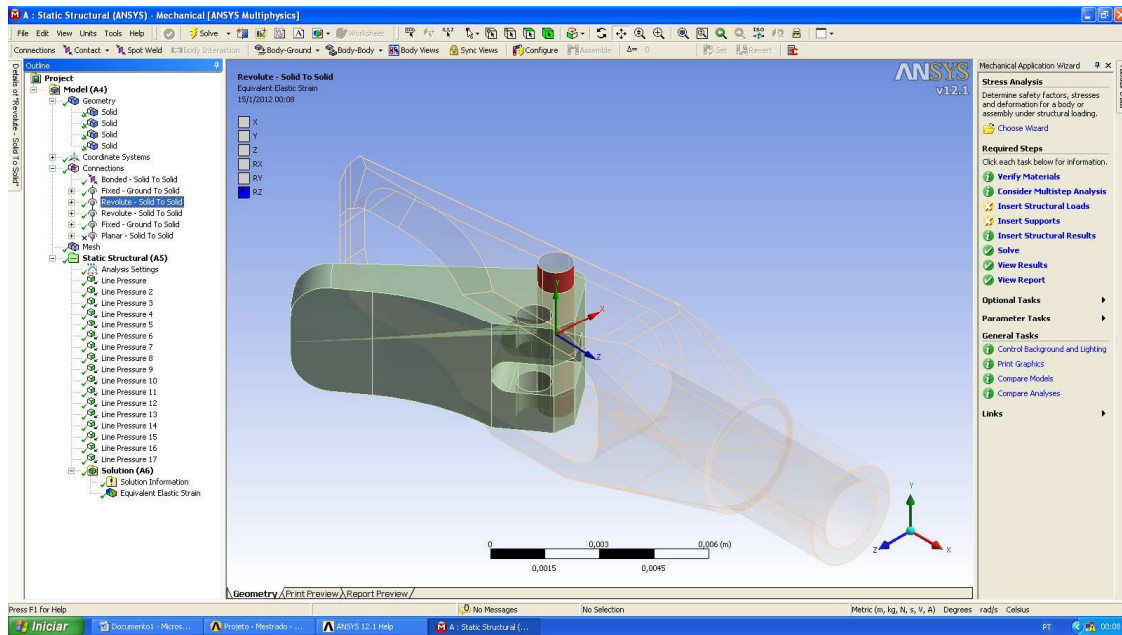 A : Static Structural (ANSYS) - Mechanical [ANSYS Multiphysics]
File Edit View Units Tools Help Solve Worksheet
Connections Contact Spot Weld Body Interaction Body-Ground Body-Body Body Views Sync Views Configure Assemble Δ= 0 Set Revert
Details of "Revolute - Solid To Solid"
Outline
Project
Model (A4)
Geometry
Solid
Solid
Solid
Solid
Coordinate Systems
Connections
Bonded - Solid To Solid
Fixed - Ground To Solid
Revolute - Solid To Solid
Revolute - Solid To Solid
Fixed - Ground To Solid
Planar - Solid To Solid
Mesh
Static Structural (A5)
Analysis Settings
Line Pressure
Line Pressure 2
Line Pressure 3
Line Pressure 4
Line Pressure 5
Line Pressure 6
Line Pressure 7
Line Pressure 8
Line Pressure 9
Line Pressure 10
Line Pressure 11
Line Pressure 12
Line Pressure 13
Line Pressure 14
Line Pressure 15
Line Pressure 16
Line Pressure 17
Solution (A6)
Solution Information
Equivalent Elastic Strain
Revolute - Solid To Solid
Equivalent Elastic Strain
15/1/2012 00:08
X
Y
Z
RX
RY
RZ
ANSYS
v12.1
Y
X
Z
0 0,003 0,006 (m)
0,0015 0,0045
Y
Z X
Geometry Print Preview Report Preview
Mechanical Application Wizard
Stress Analysis
Determine safety factors, stresses
and deformation for a body or
assembly under structural loading.
Choose Wizard
Required Steps
Click each task below for information.
Verify Materials
Consider Multistep Analysis
Insert Structural Loads
Insert Supports
Insert Structural Results
Solve
View Results
View Report
Optional Tasks
Parameter Tasks
General Tasks
Control Background and Lighting
Print Graphics
Compare Models
Compare Analyses
Links
Press F1 for Help 0 No Messages No Selection Metric (m, kg, N, s, V, A) Degrees rad/s Celsius
Iniciar Documento1 - Micros... Projeto - Mestrado - ... ANSYS 12.1 Help A : Static Structural (... PT 00:08